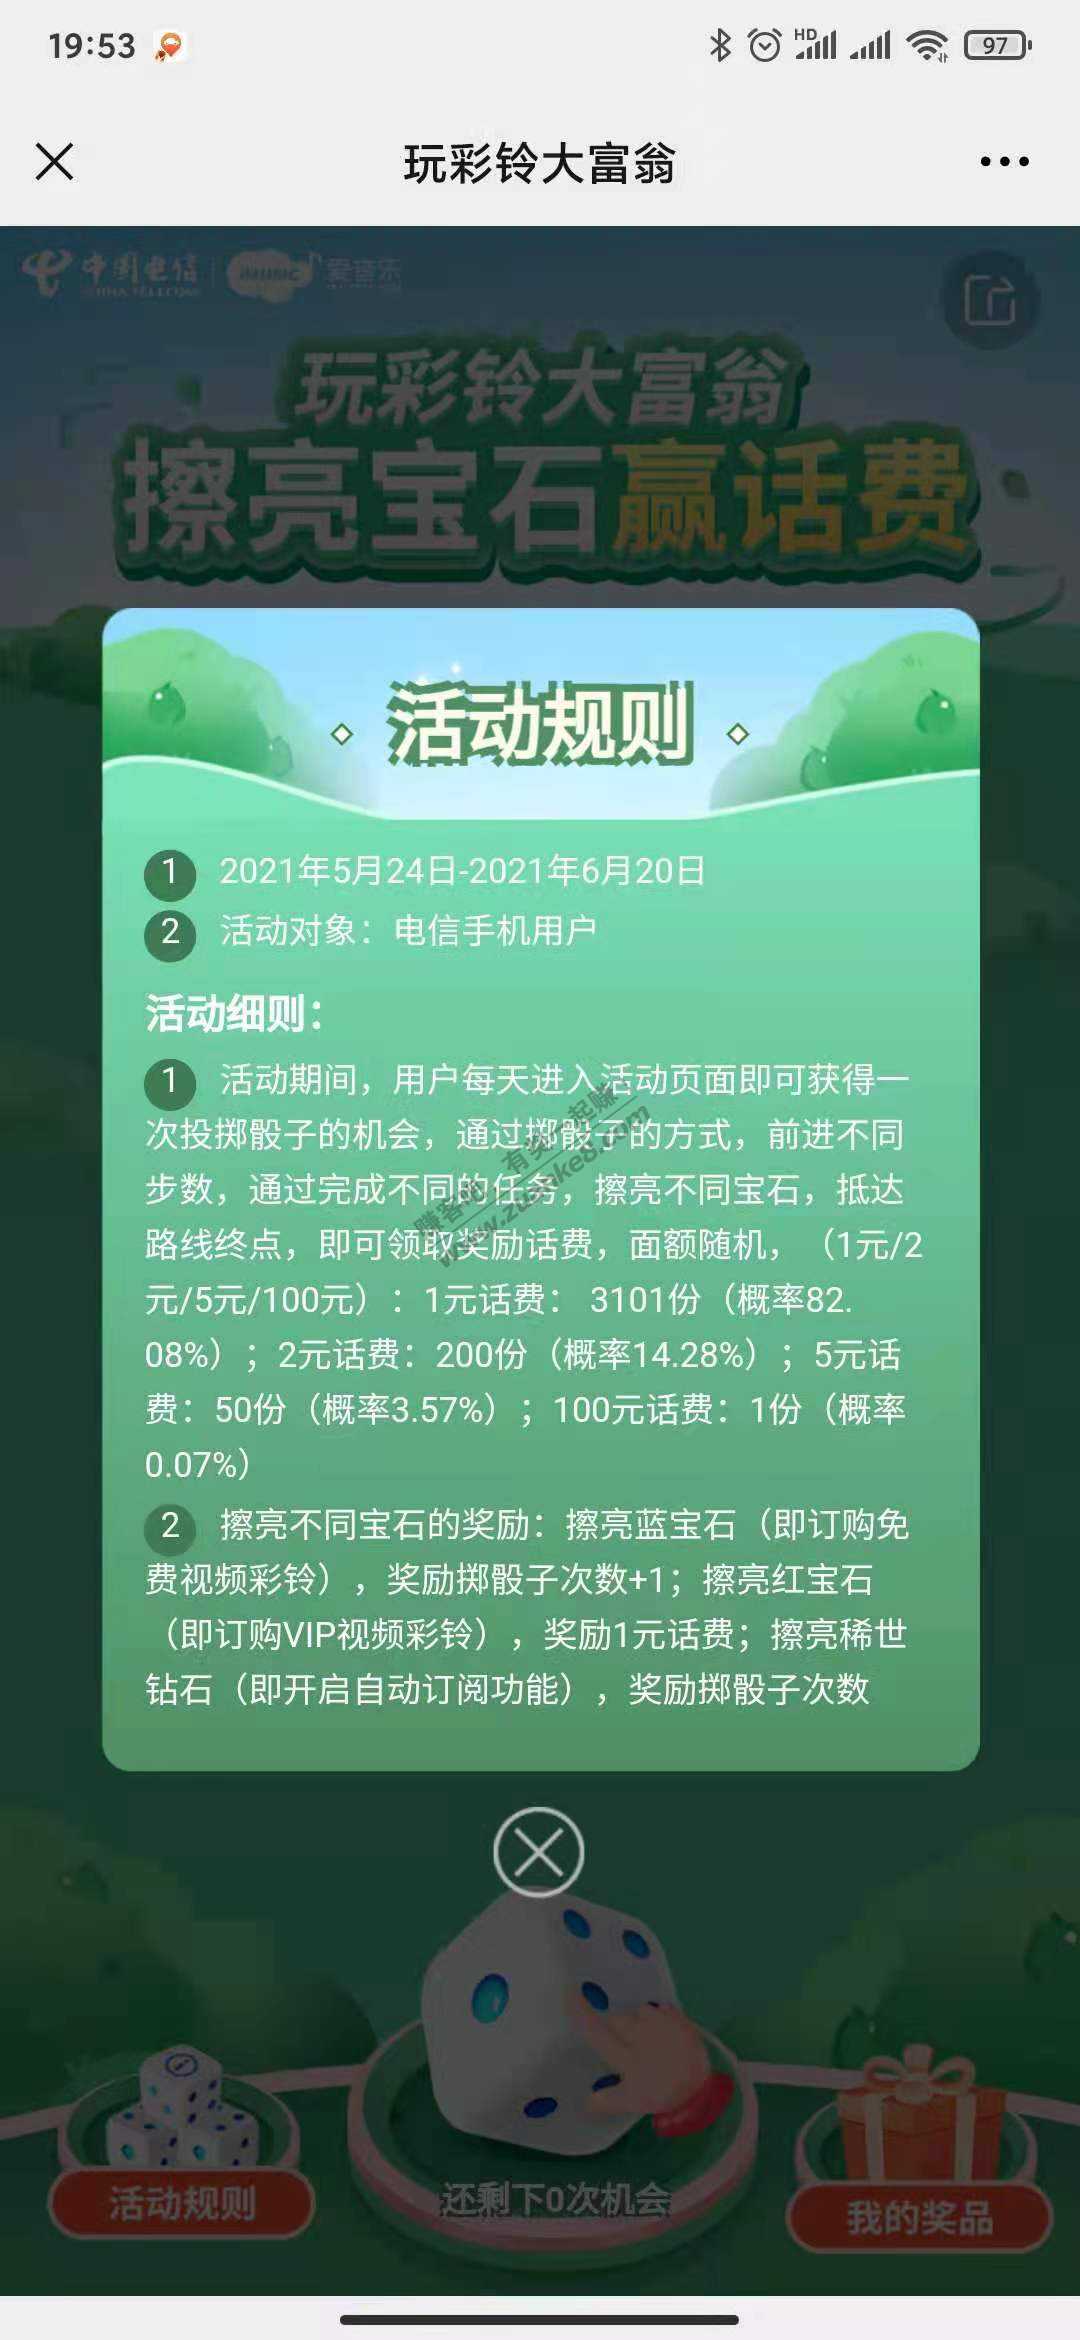 19:53
HD
97
玩彩铃大富翁
中国电信
CHINA TELECOM
iMUSIC 爱音乐
玩彩铃大富翁
擦亮宝石赢话费
活动规则
1 2021年5月24日-2021年6月20日
2 活动对象：电信手机用户
活动细则：
1 活动期间，用户每天进入活动页面即可获得一
次投掷骰子的机会，通过掷骰子的方式，前进不同
步数，通过完成不同的任务，擦亮不同宝石，抵达
路线终点，即可领取奖励话费，面额随机，（1元/2
元/5元/100元）：1元话费： 3101份（概率82.
08%）；2元话费：200份（概率14.28%）；5元话
费：50份（概率3.57%）；100元话费：1份（概率
0.07%）
赚客吧，有奖一起赚
www.zuanke8.com
2 擦亮不同宝石的奖励：擦亮蓝宝石（即订购免
费视频彩铃），奖励掷骰子次数+1；擦亮红宝石
（即订购VIP视频彩铃），奖励1元话费；擦亮稀世
钻石（即开启自动订阅功能），奖励掷骰子次数
活动规则
还剩下0次机会
我的奖品